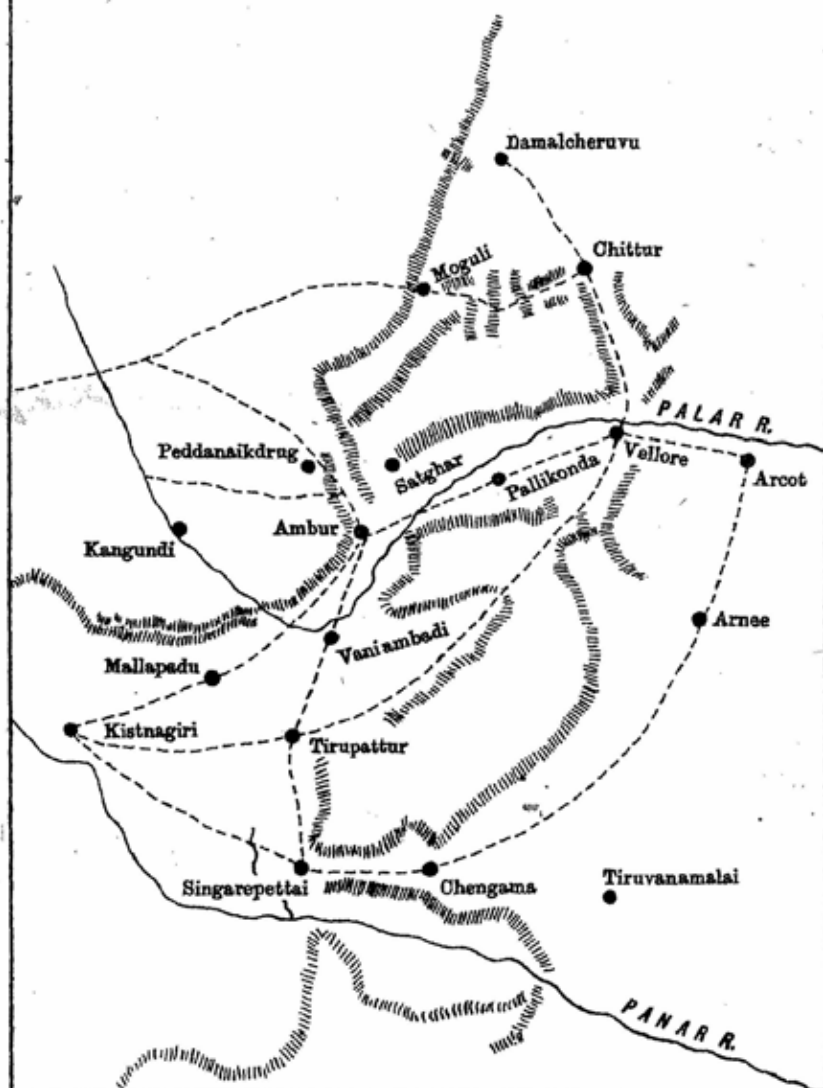 Damalcheruvu
Chittur
Moguli
PALAR R.
Peddanaikdrug
Satghar
Pallikonda
Vellore
Arcot
Ambur
Kangundi
Arnee
Vaniambadi
Mallapadu
Kistnagiri
Tirupattur
Singarepettai
Chengama
Tiruvanamalai
PANAR R.